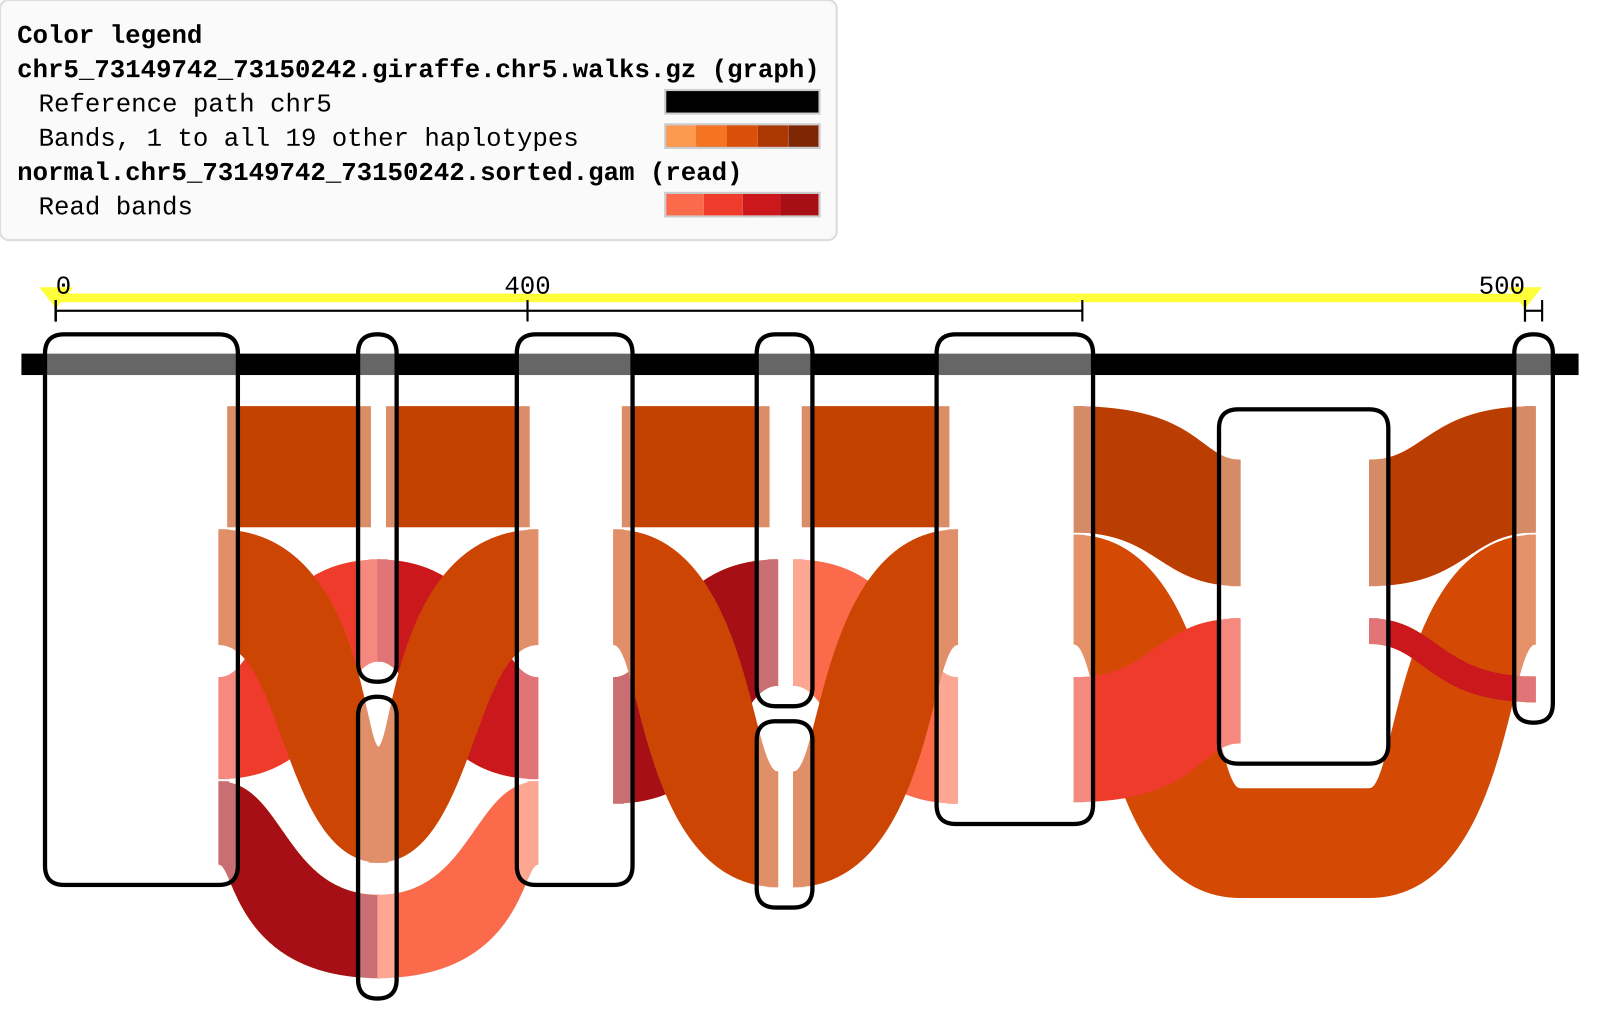 Color legend
chr5_73149742_73150242.giraffe.chr5.walks.gz (graph)
Reference path chr5
Bands, 1 to all 19 other haplotypes
normal.chr5_73149742_73150242.sorted.gam (read)
Read bands
0 400 500